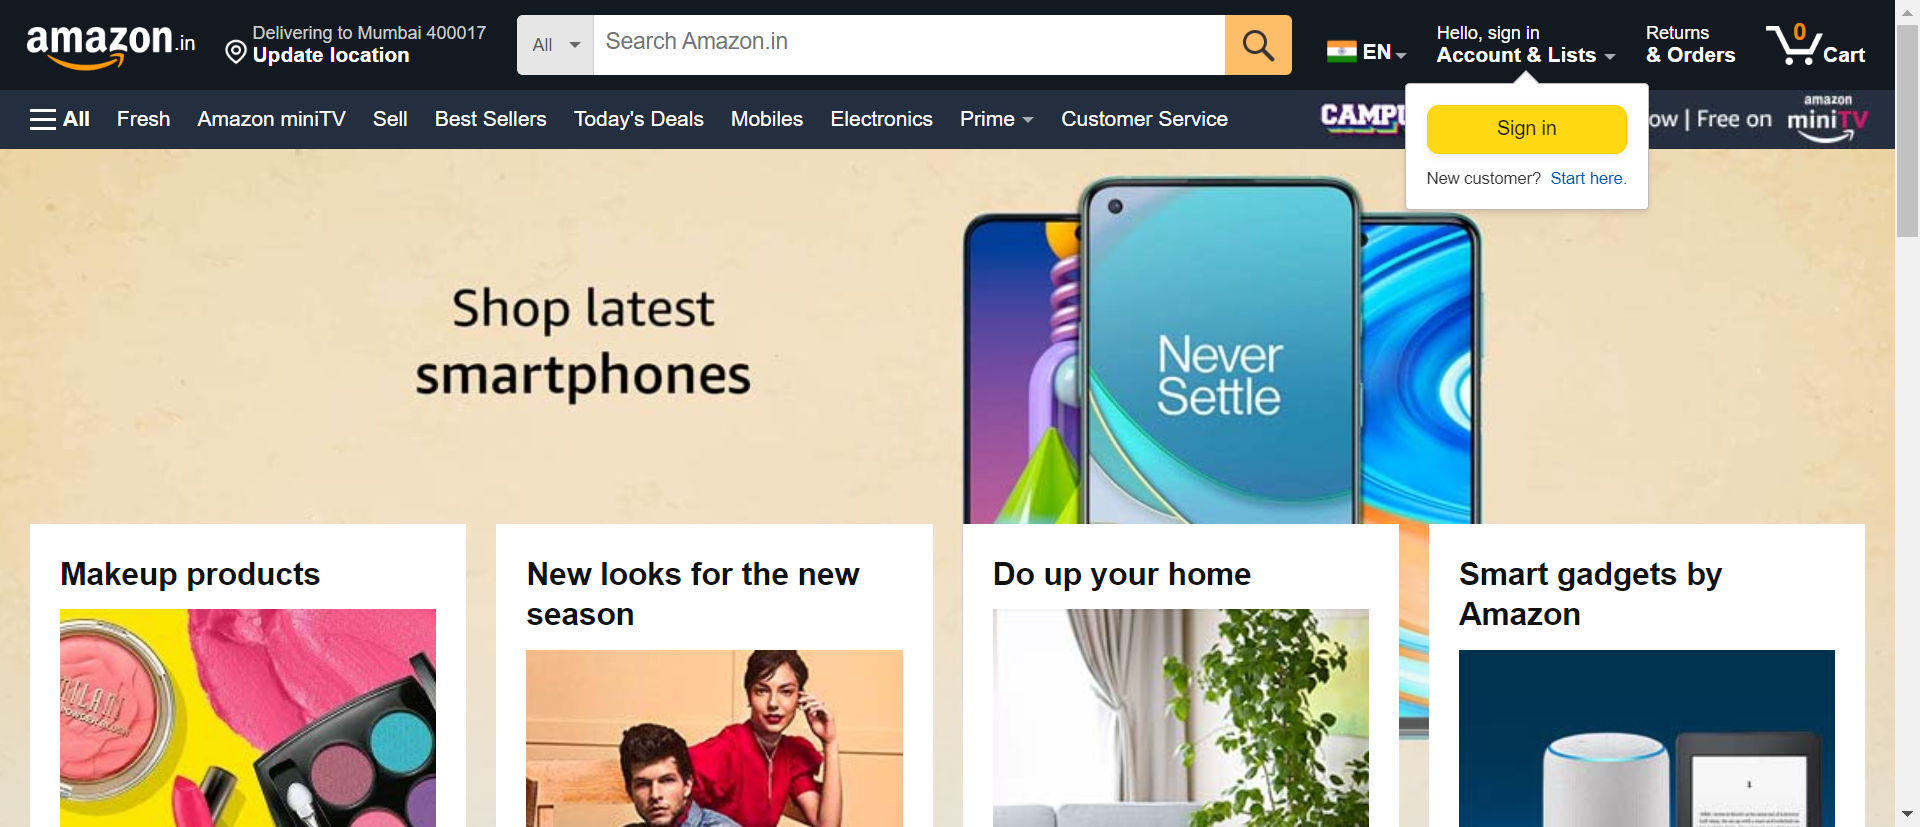 amazon.in
Delivering to Mumbai 400017
Update location
All
Search Amazon.in
EN
Hello, sign in
Account & Lists
Returns
& Orders
0
Cart
All
Fresh
Amazon miniTV
Sell
Best Sellers
Today's Deals
Mobiles
Electronics
Prime
Customer Service
CAMPU
ow | Free on
amazon
miniTV
Sign in
New customer? Start here.
Shop latest
smartphones
Never
Settle
Makeup products
New looks for the new
season
Do up your home
Smart gadgets by
Amazon
MILANI